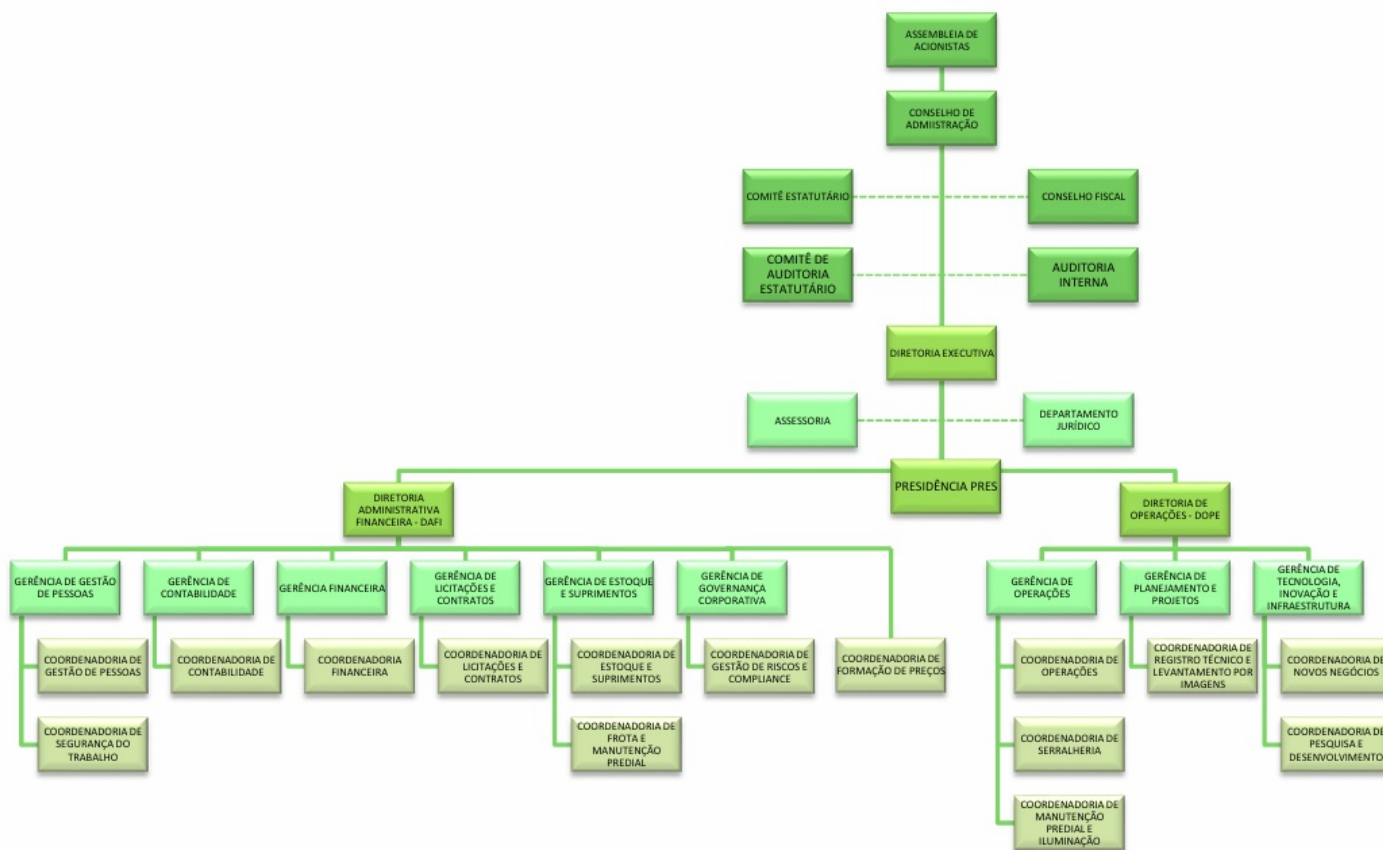 ASSEMBLEIA DE
ACIONISTAS
CONSELHO DE
ADMIISTRAÇÃO
COMITÊ ESTATUTÁRIO
CONSELHO FISCAL
COMITÊ DE
AUDITORIA
ESTATUTÁRIO
AUDITORIA
INTERNA
DIRETORIA EXECUTIVA
ASSESSORIA
DEPARTAMENTO
JURÍDICO
PRESIDÊNCIA PRES
DIRETORIA
ADMINISTRATIVA
FINANCEIRA - DAFI
DIRETORIA DE
OPERAÇÕES - DOPE
GERÊNCIA DE GESTÃO
DE PESSOAS
GERÊNCIA DE
CONTABILIDADE
GERÊNCIA FINANCEIRA
GERÊNCIA DE
LICITAÇÕES E
CONTRATOS
GERÊNCIA DE ESTOQUE
E SUPRIMENTOS
GERÊNCIA DE
GOVERNANÇA
CORPORATIVA
GERÊNCIA DE
OPERAÇÕES
GERÊNCIA DE
PLANEJAMENTO E
PROJETOS
GERÊNCIA DE
TECNOLOGIA,
INOVAÇÃO E
INFRAESTRUTURA
COORDENADORIA DE
GESTÃO DE PESSOAS
COORDENADORIA DE
CONTABILIDADE
COORDENADORIA
FINANCEIRA
COORDENADORIA DE
LICITAÇÕES E
CONTRATOS
COORDENADORIA DE
ESTOQUE E
SUPRIMENTOS
COORDENADORIA DE
GESTÃO DE RISCOS E
COMPLIANCE
COORDENADORIA DE
FORMAÇÃO DE PREÇOS
COORDENADORIA DE
OPERAÇÕES
COORDENADORIA DE
REGISTRO TÉCNICO E
LEVANTAMENTO POR
IMAGENS
COORDENADORIA DE
NOVOS NEGÓCIOS
COORDENADORIA DE
SEGURANÇA DO
TRABALHO
COORDENADORIA DE
FROTA E
MANUTENÇÃO
PREDIAL
COORDENADORIA DE
SERRALHERIA
COORDENADORIA DE
PESQUISA E
DESENVOLVIMENTO
COORDENADORIA DE
MANUTENÇÃO
PREDIAL E
ILUMINAÇÃO